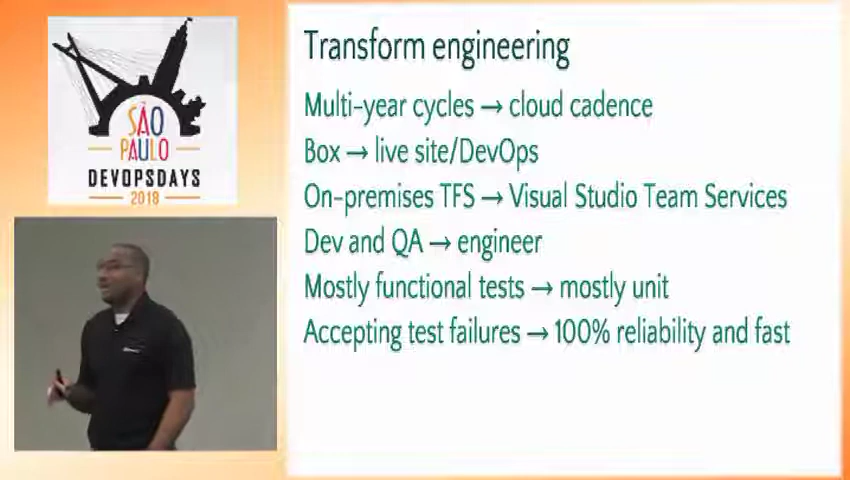 SÃO
PAULO
DEVOPSDAYS
2018
Transform engineering
Multi-year cycles → cloud cadence
Box → live site/DevOps
On-premises TFS → Visual Studio Team Services
Dev and QA → engineer
Mostly functional tests → mostly unit
Accepting test failures → 100% reliability and fast